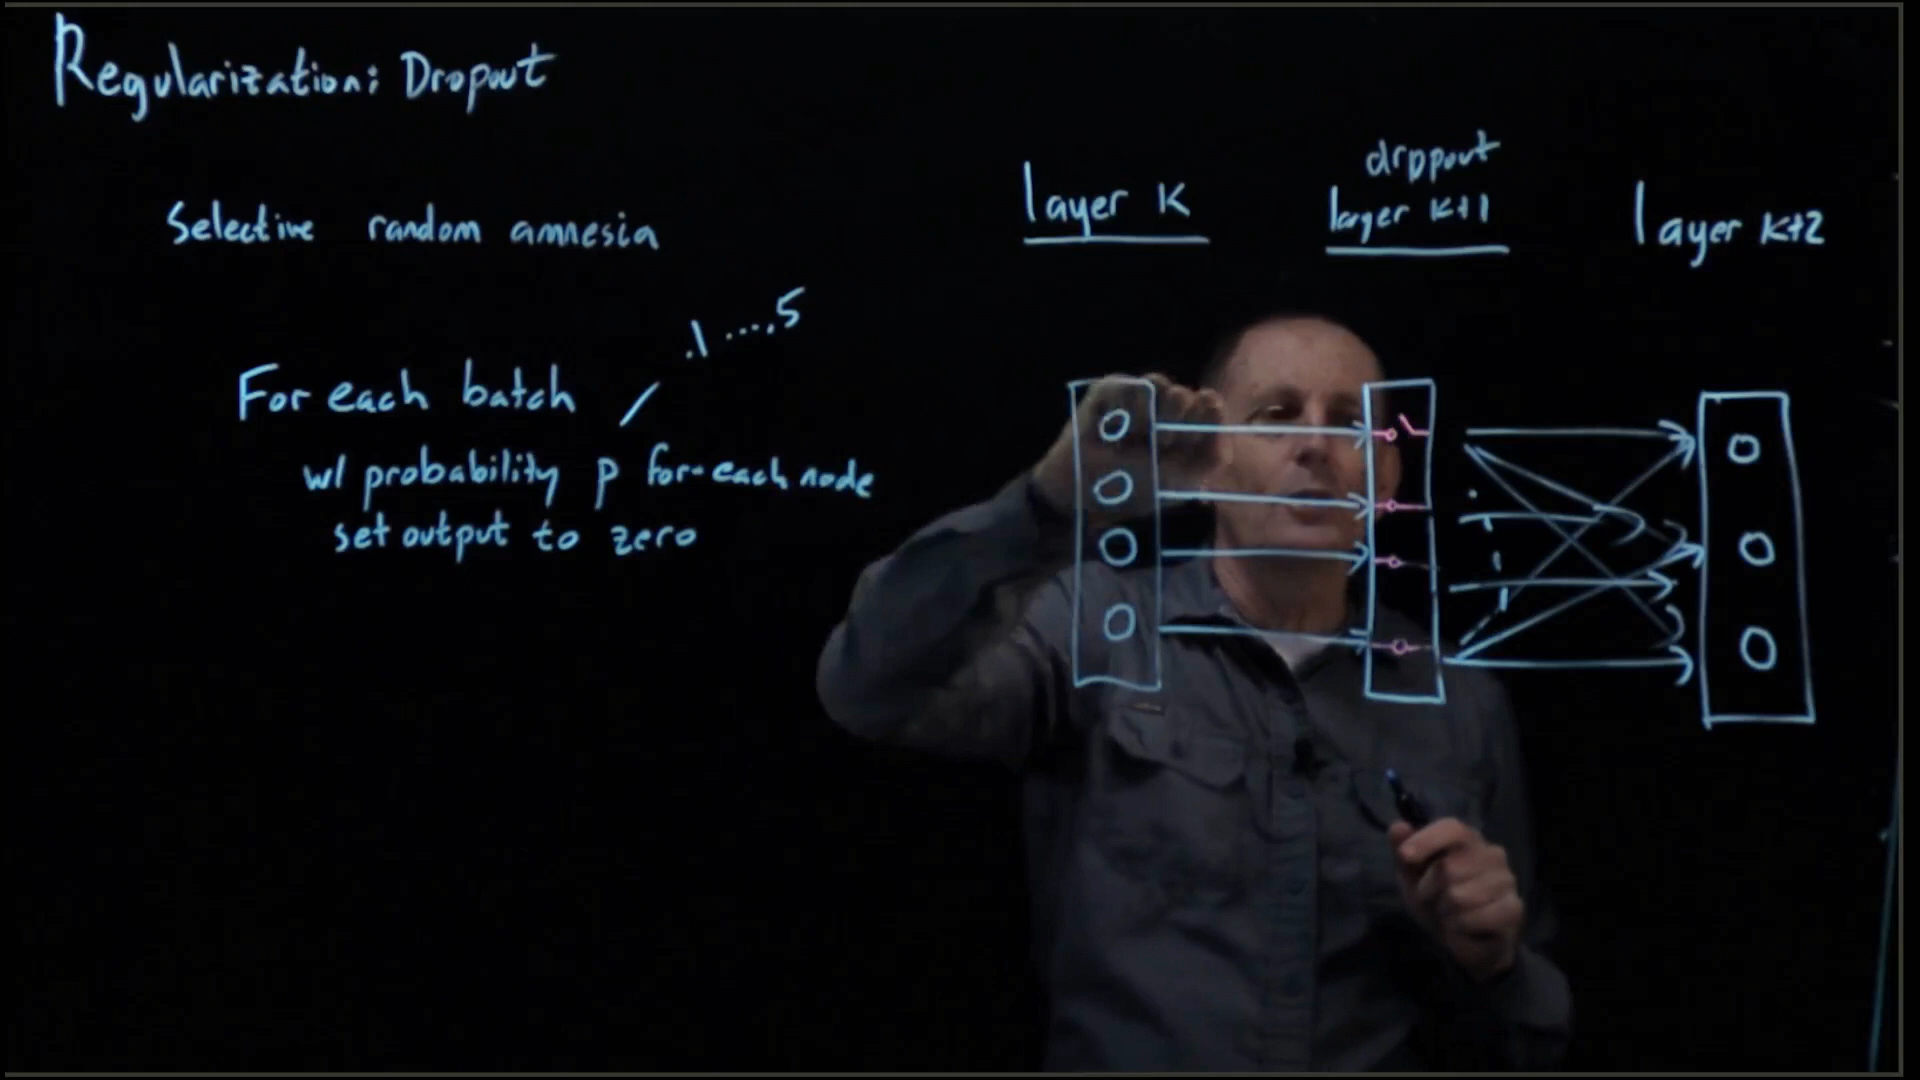 Regularization: Dropout
Selective random amnesia
.1 ....5
For each batch
w/ probability p for each node
set output to zero
layer K
dropout
layer K+1
layer K+2